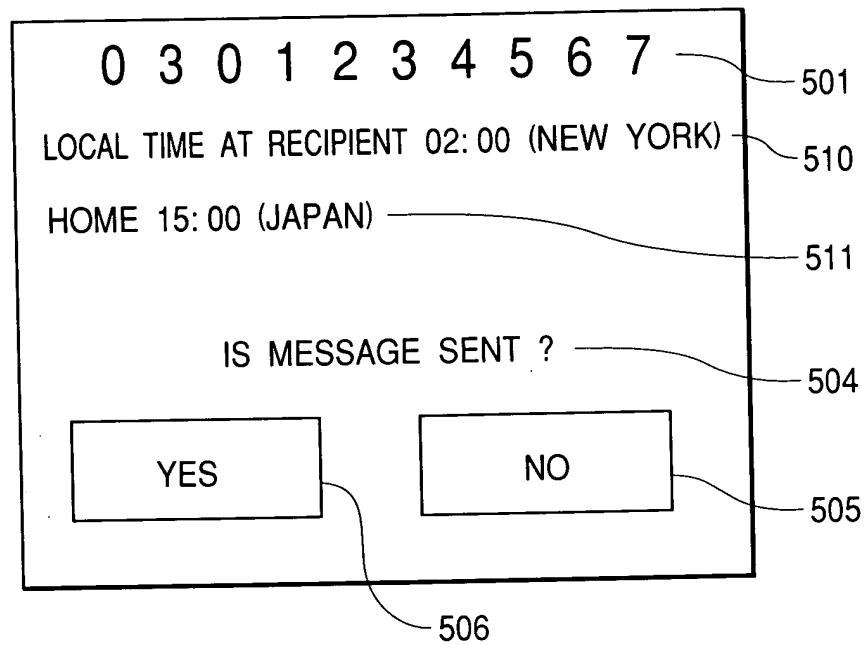 0 3 0 1 2 3 4 5 6 7 501
LOCAL TIME AT RECIPIENT 02:00 (NEW YORK) 510
HOME 15:00 (JAPAN) 511
IS MESSAGE SENT ? 504
YES NO 505
506